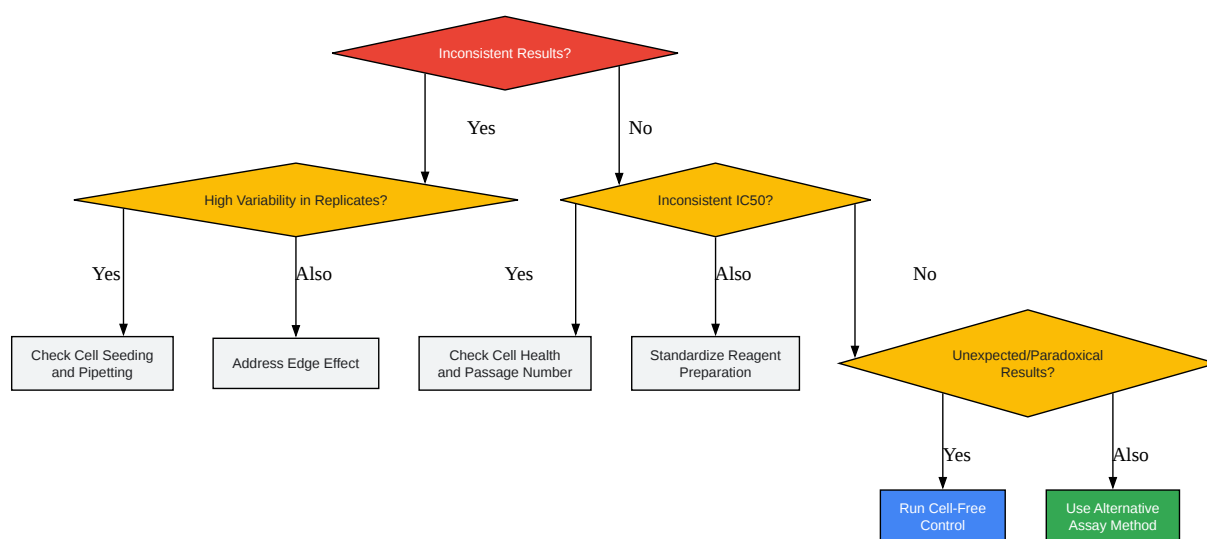 Inconsistent Results?
Yes
No
High Variability in Replicates?
Inconsistent IC50?
Yes
Also
Yes
Also
No
Check Cell Seeding
and Pipetting
Address Edge Effect
Check Cell Health
and Passage Number
Standardize Reagent
Preparation
Unexpected/Paradoxical
Results?
Yes
Also
Run Cell-Free
Control
Use Alternative
Assay Method